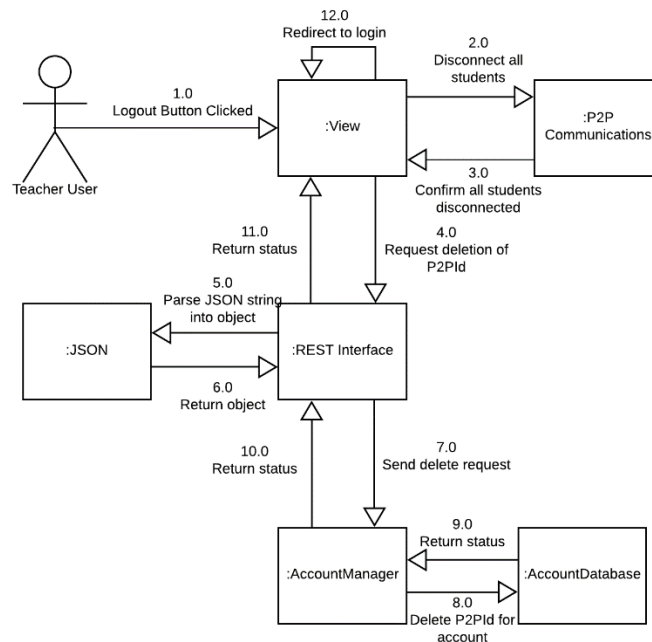 12.0
Redirect to login
2.0
Disconnect all
students
1.0
Logout Button Clicked
:View
:P2P
Communications
Teacher User
3.0
Confirm all students
disconnected
11.0
Return status
4.0
Request deletion of
P2PId
5.0
Parse JSON string
into object
:JSON
:REST Interface
6.0
Return object
10.0
Return status
7.0
Send delete request
9.0
Return status
:AccountManager
:AccountDatabase
8.0
Delete P2PId for
account